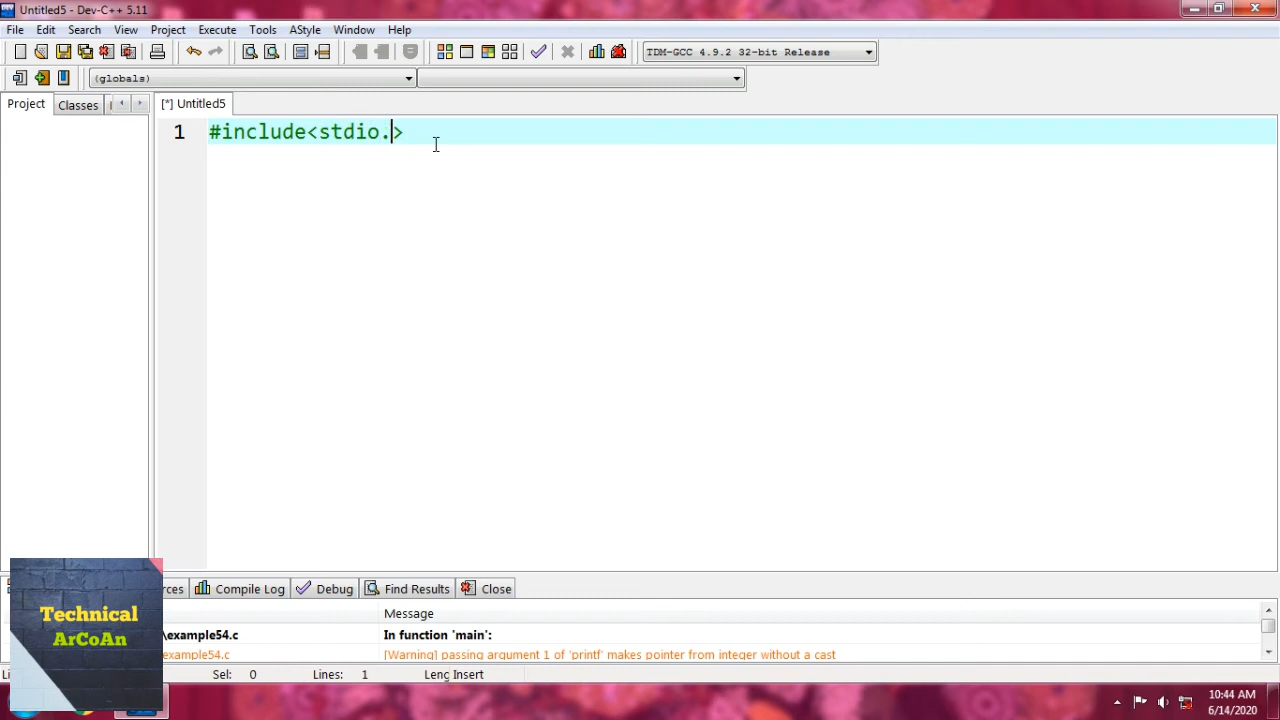 Untitled5 - Dev-C++ 5.11
File Edit Search View Project Execute Tools AStyle Window Help
TDM-GCC 4.9.2 32-bit Release
(globals)
Project Classes
[*] Untitled5
1 #include<stdio.>
Compile Log Debug Find Results Close
Message
\example54.c In function 'main':
example54.c [Warning] passing argument 1 of 'printf' makes pointer from integer without a cast
Sel: 0 Lines: 1 Leng Insert
Technical
ArCoAn
10:44 AM
6/14/2020